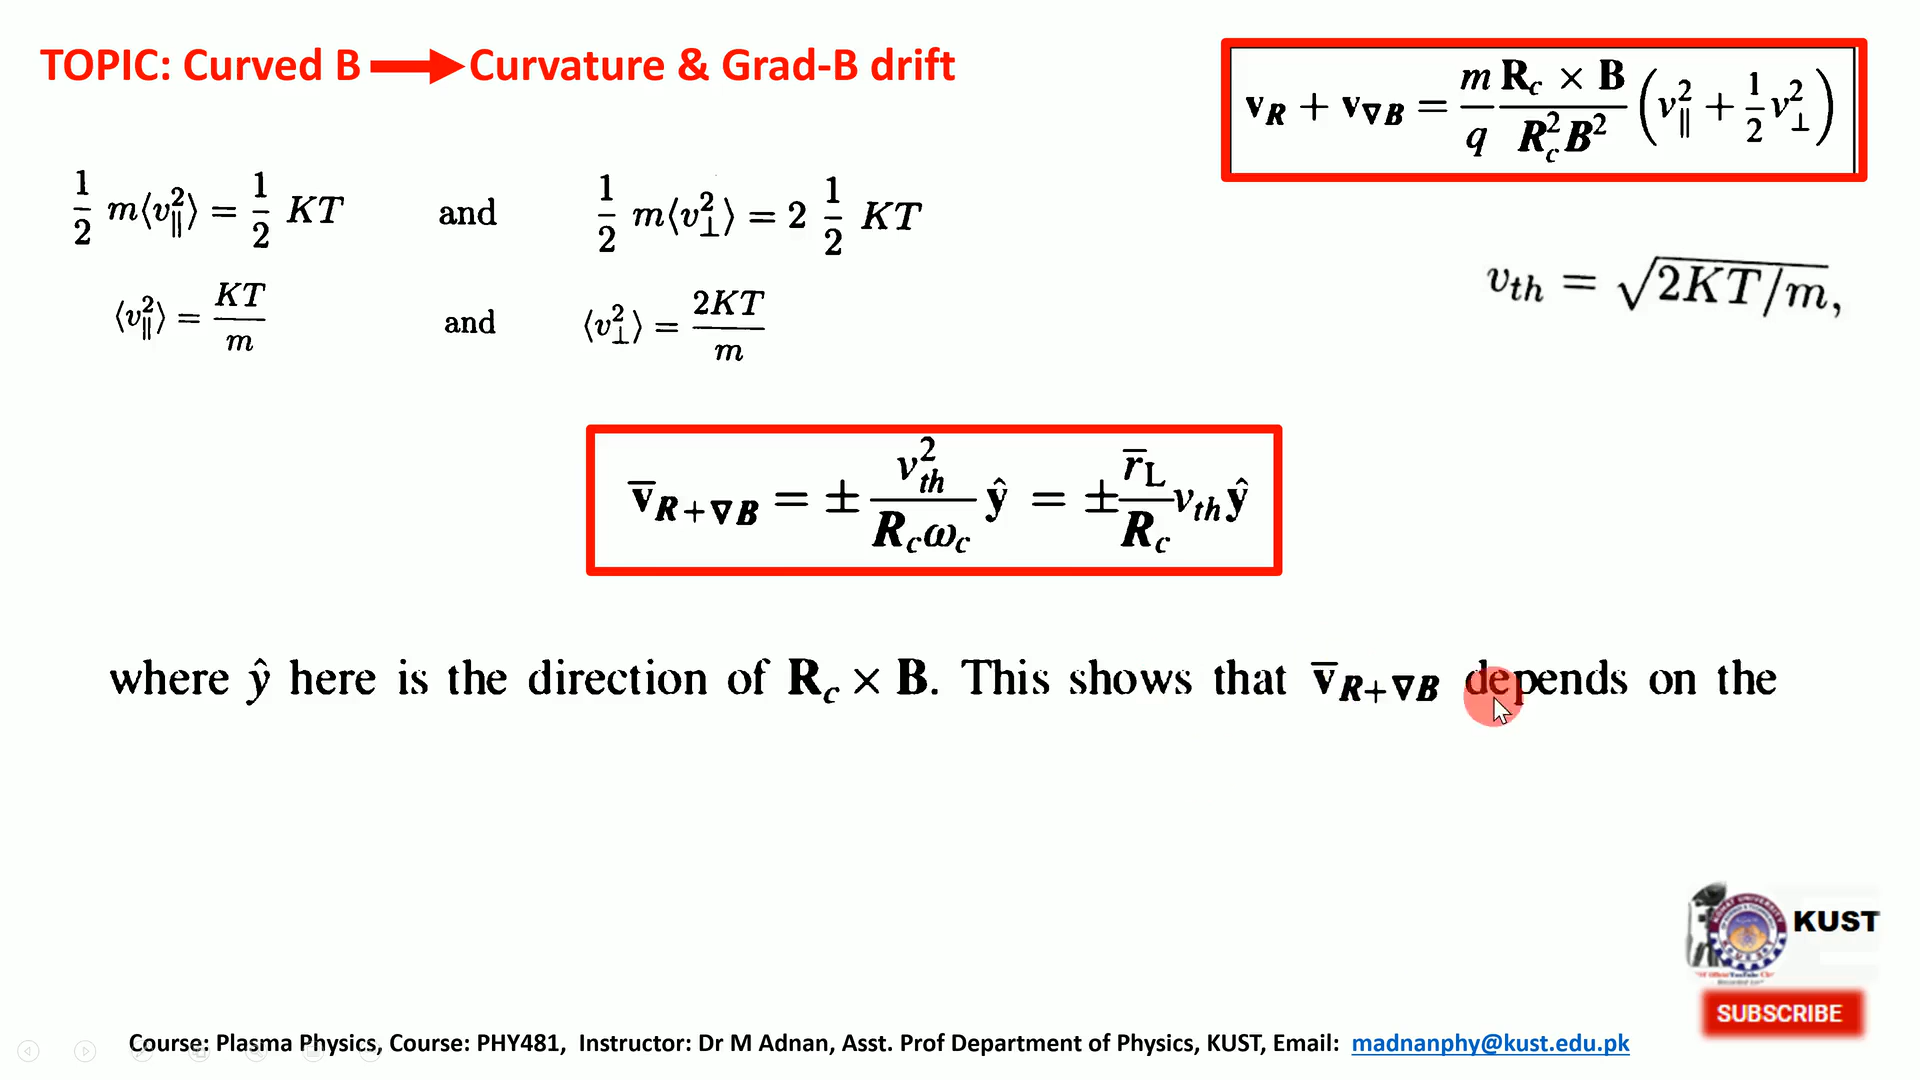 TOPIC: Curved B → Curvature & Grad-B drift
v_R + v_∇B = m/q R_c × B / R_c² B² (v_∥² + 1/2 v_⊥²)
1/2 m⟨v_∥²⟩ = 1/2 KT and 1/2 m⟨v_⊥²⟩ = 2 1/2 KT
v_th = √2KT/m,
⟨v_∥²⟩ = KT/m and ⟨v_⊥²⟩ = 2KT/m
v̄_R+∇B = ± v_th² / R_c ω_c ŷ = ± r̄_L / R_c v_th ŷ
where ŷ here is the direction of R_c × B. This shows that v̄_R+∇B depends on the
KUST
SUBSCRIBE
Course: Plasma Physics, Course: PHY481, Instructor: Dr M Adnan, Asst. Prof Department of Physics, KUST, Email: madnanphy@kust.edu.pk